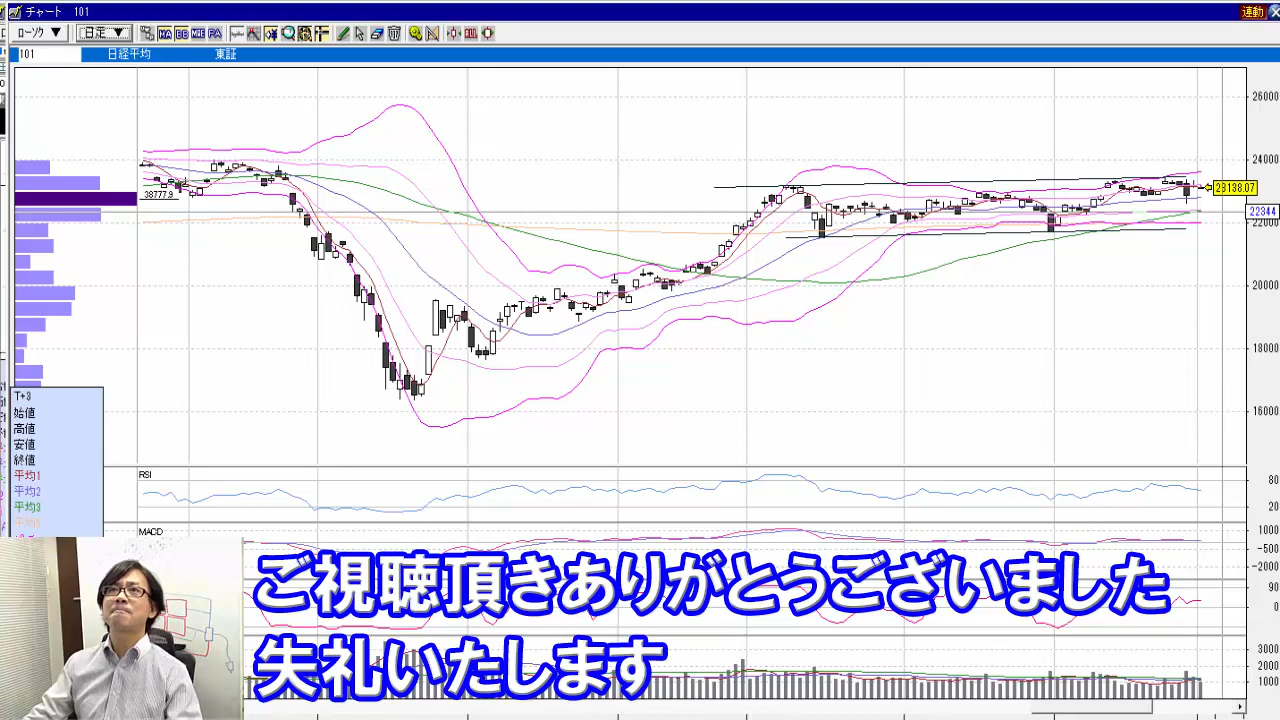 チャート 101
連動
ローソク ▼ 日足 ▼
101 日経平均 東証
26000
24000
38777.9
23138.07
22344
22000
20000
18000
16000
T+3
始値
高値
安値
終値
平均1
平均2
平均3
RSI
80
20
MACD
1000
-500
-2000
90
0
3000
2000
1000
ご視聴頂きありがとうございました
失礼いたします